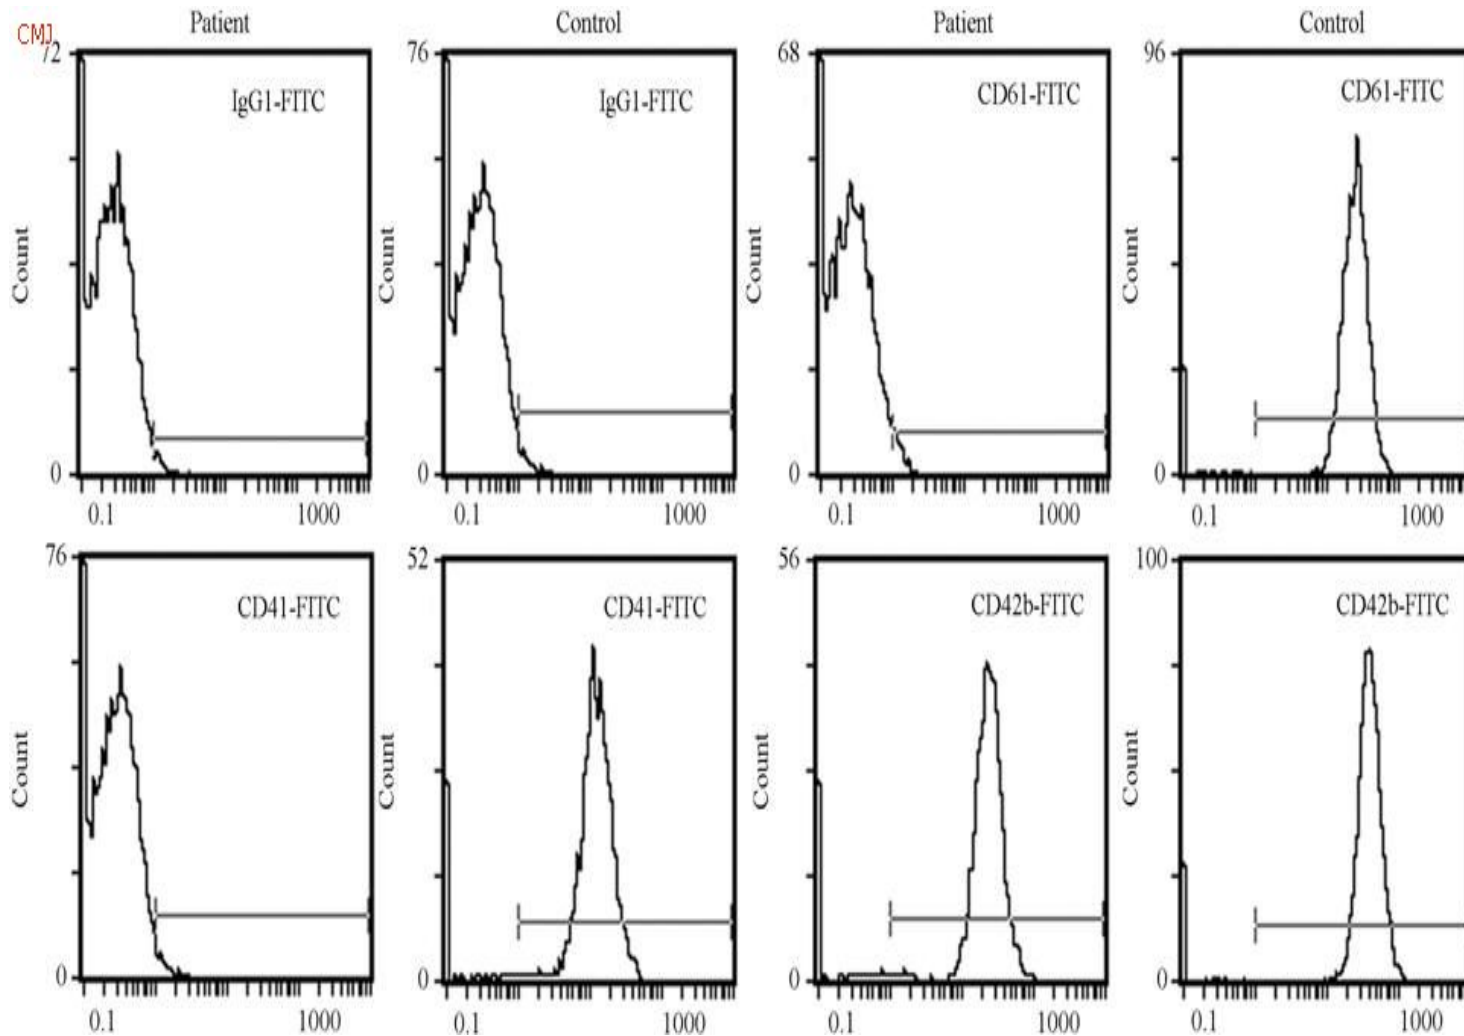 CMJ
Patient Control Patient Control
72 76 68 96
IgG1-FITC IgG1-FITC CD61-FITC CD61-FITC
Count Count Count Count
0 0 0 0
0.1 1000 0.1 1000 0.1 1000 0.1 1000
76 52 56 100
CD41-FITC CD41-FITC CD42b-FITC CD42b-FITC
Count Count Count Count
0 0 0 0
0.1 1000 0.1 1000 0.1 1000 0.1 1000